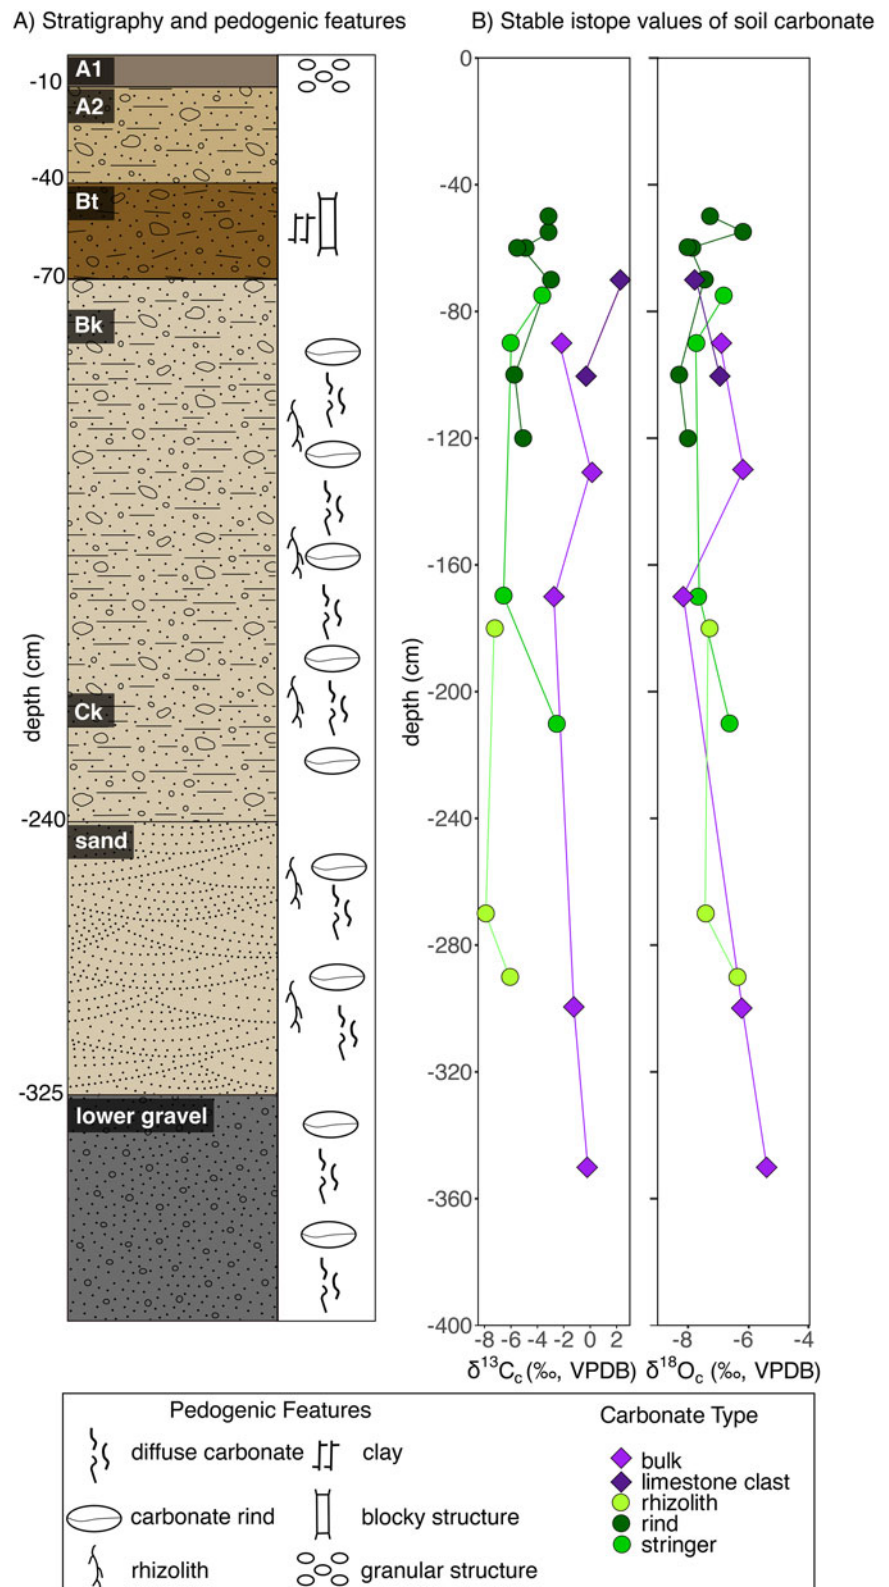 A) Stratigraphy and pedogenic features
B) Stable istope values of soil carbonate
A1
-10
A2
-40
Bt
-70
Bk
Ck
-240
sand
-325
lower gravel
depth (cm)
0
-40
-80
-120
-160
-200
-240
-280
-320
-360
-400
depth (cm)
-8 -6 -4 -2 0 2
-8 -6 -4
δ¹³Cc (‰, VPDB)
δ¹⁸Oc (‰, VPDB)
Pedogenic Features
diffuse carbonate
clay
carbonate rind
blocky structure
rhizolith
granular structure
Carbonate Type
bulk
limestone clast
rhizolith
rind
stringer